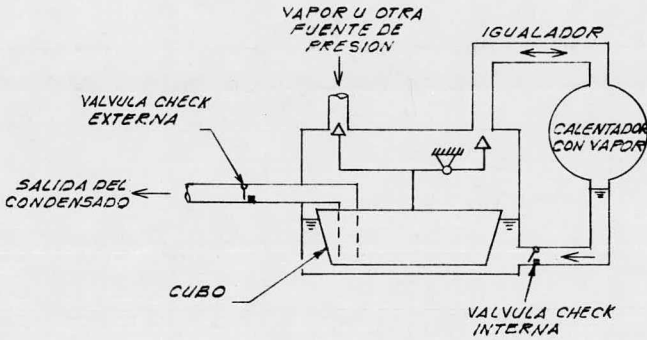 VAPOR U OTRA
FUENTE DE
PRESION
IGUALADOR
VALVULA CHECK
EXTERNA
CALENTADOR
CON VAPOR
SALIDA DEL
CONDENSADO
CUBO
VALVULA CHECK
INTERNA